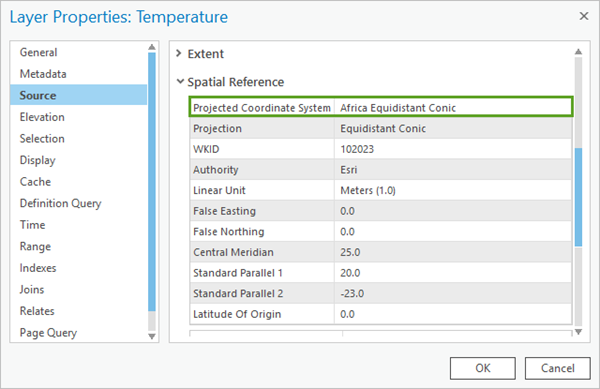 Layer Properties: Temperature
General
Metadata
Source
Elevation
Selection
Display
Cache
Definition Query
Time
Range
Indexes
Joins
Relates
Page Query
Extent
Spatial Reference
Projected Coordinate System Africa Equidistant Conic
Projection Equidistant Conic
WKID 102023
Authority Esri
Linear Unit Meters (1.0)
False Easting 0.0
False Northing 0.0
Central Meridian 25.0
Standard Parallel 1 20.0
Standard Parallel 2 -23.0
Latitude Of Origin 0.0
OK Cancel